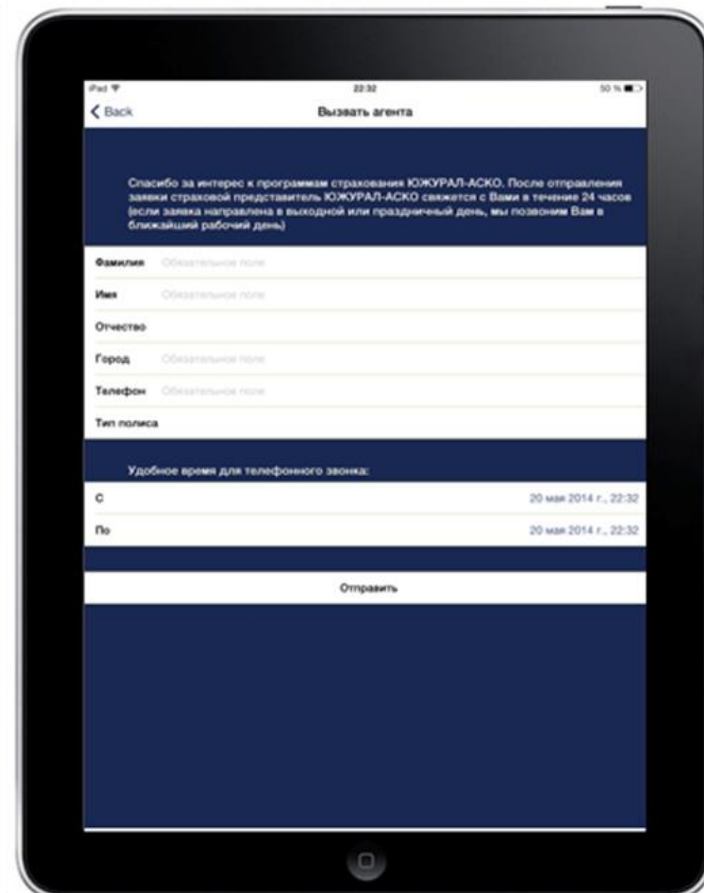 iPad 22:32 50 %
Back Вызвать агента
Спасибо за интерес к программам страхования ЮЖУРАЛ-АСКО. После отправления
заявки страховой представитель ЮЖУРАЛ-АСКО свяжется с Вами в течение 24 часов
(если заявка направлена в выходной или праздничный день, мы позвоним Вам в
ближайший рабочий день)
Фамилия Обязательное поле
Имя Обязательное поле
Отчество
Город Обязательное поле
Телефон Обязательное поле
Тип полиса
Удобное время для телефонного звонка:
С 20 мая 2014 г., 22:32
По 20 мая 2014 г., 22:32
Отправить